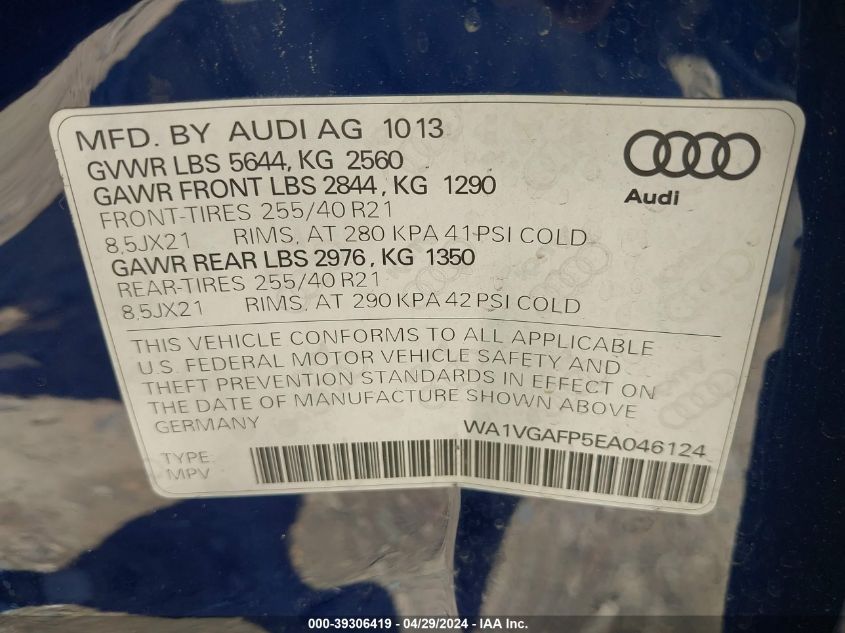 MFD. BY AUDI AG 10 13
GVWR LBS 5644, KG 2560
GAWR FRONT LBS 2844, KG 1290
FRONT-TIRES 255/40 R21
8,5JX21 RIMS, AT 280 KPA 41 PSI COLD
GAWR REAR LBS 2976, KG 1350
REAR-TIRES 255/40 R21
8,5JX21 RIMS, AT 290 KPA 42 PSI COLD
Audi
THIS VEHICLE CONFORMS TO ALL APPLICABLE
U.S. FEDERAL MOTOR VEHICLE SAFETY AND
THEFT PREVENTION STANDARDS IN EFFECT ON
THE DATE OF MANUFACTURE SHOWN ABOVE
GERMANY
WA1VGAFP5EA046124
TYPE:
MPV
000-39306419 - 04/29/2024 - IAA Inc.